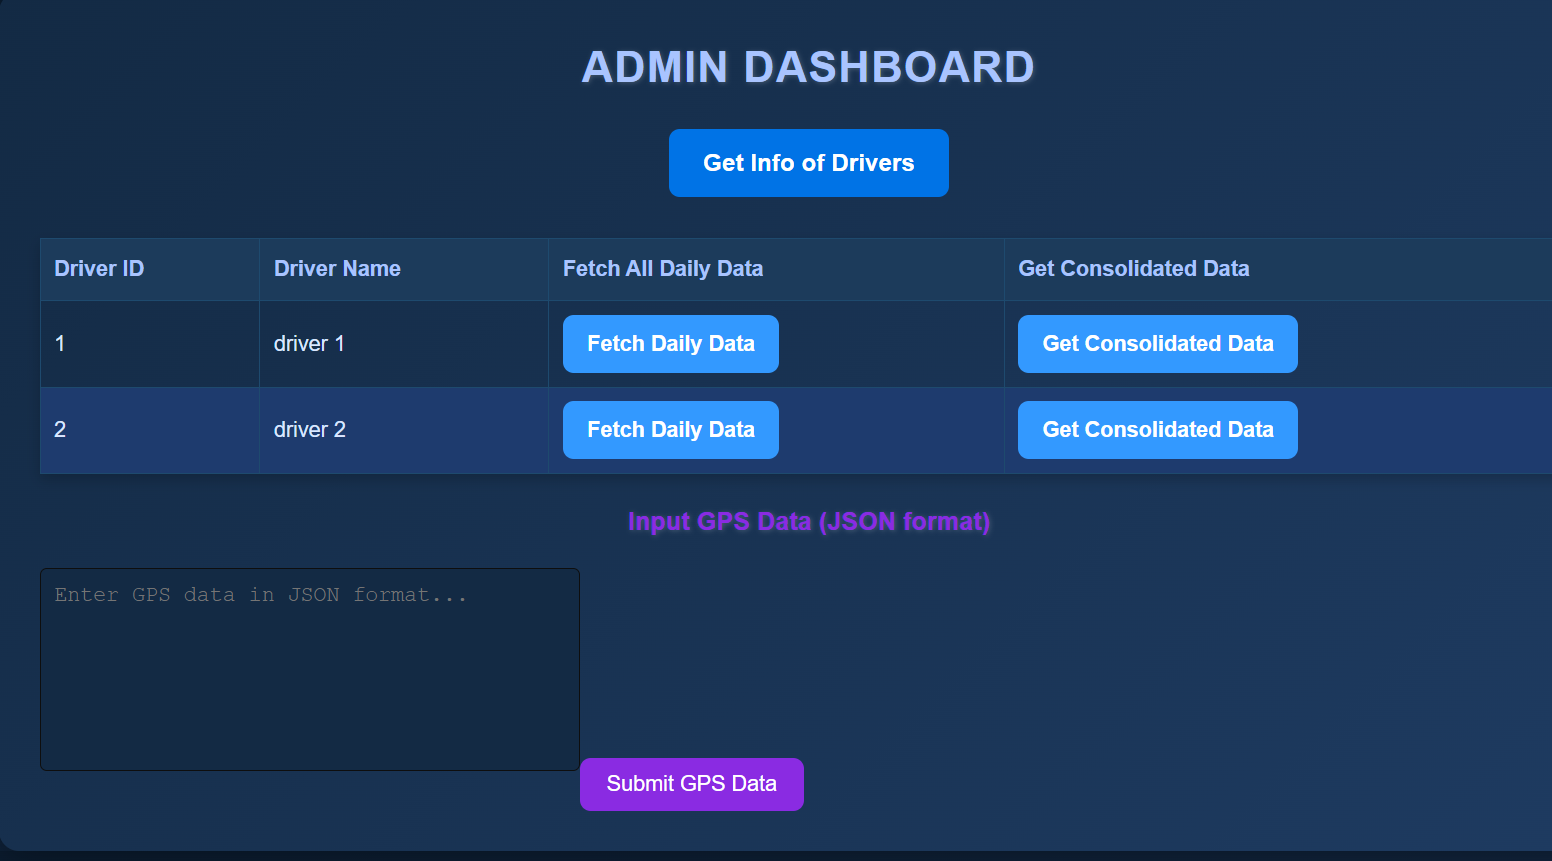 ADMIN DASHBOARD
Get Info of Drivers
Driver ID Driver Name Fetch All Daily Data Get Consolidated Data
1 driver 1 Fetch Daily Data Get Consolidated Data
2 driver 2 Fetch Daily Data Get Consolidated Data
Input GPS Data (JSON format)
Enter GPS data in JSON format...
Submit GPS Data